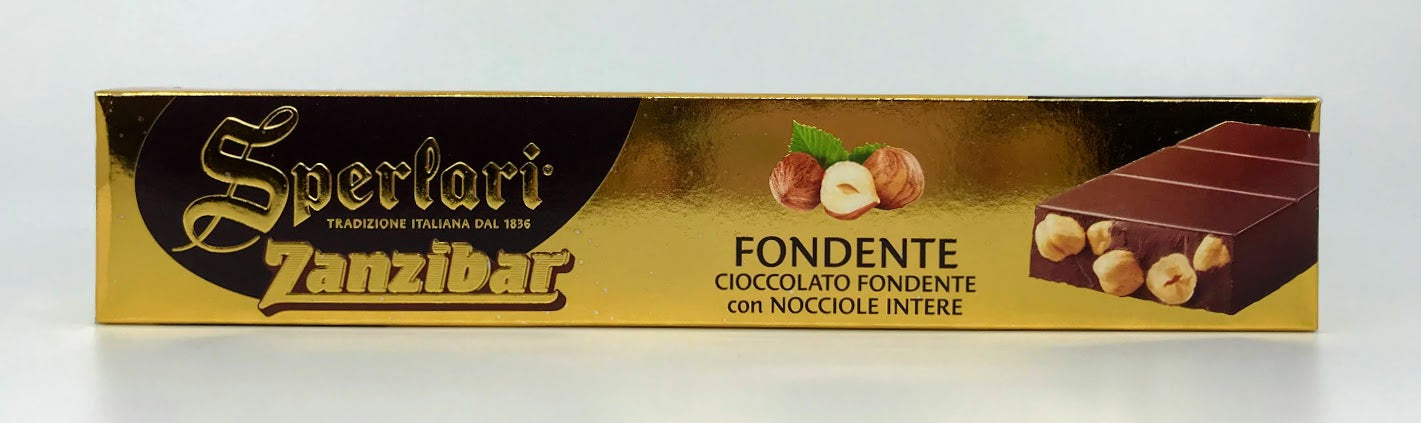 Sperlari
TRADIZIONE ITALIANA DAL 1836
Zanzibar
FONDENTE
CIOCCOLATO FONDENTE
con NOCCIOLE INTERE